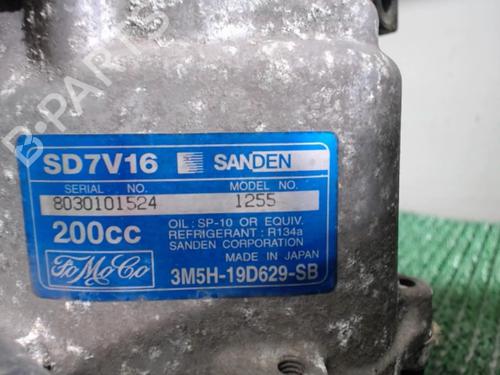 B-PARTS
SD7V16 SANDEN
SERIAL NO. MODEL NO.
8030101524 1255
200cc OIL : SP-10 OR EQUIV.
REFRIGERANT : R134a
SANDEN CORPORATION
MADE IN JAPAN
FoMoCo 3M5H-19D629-SB